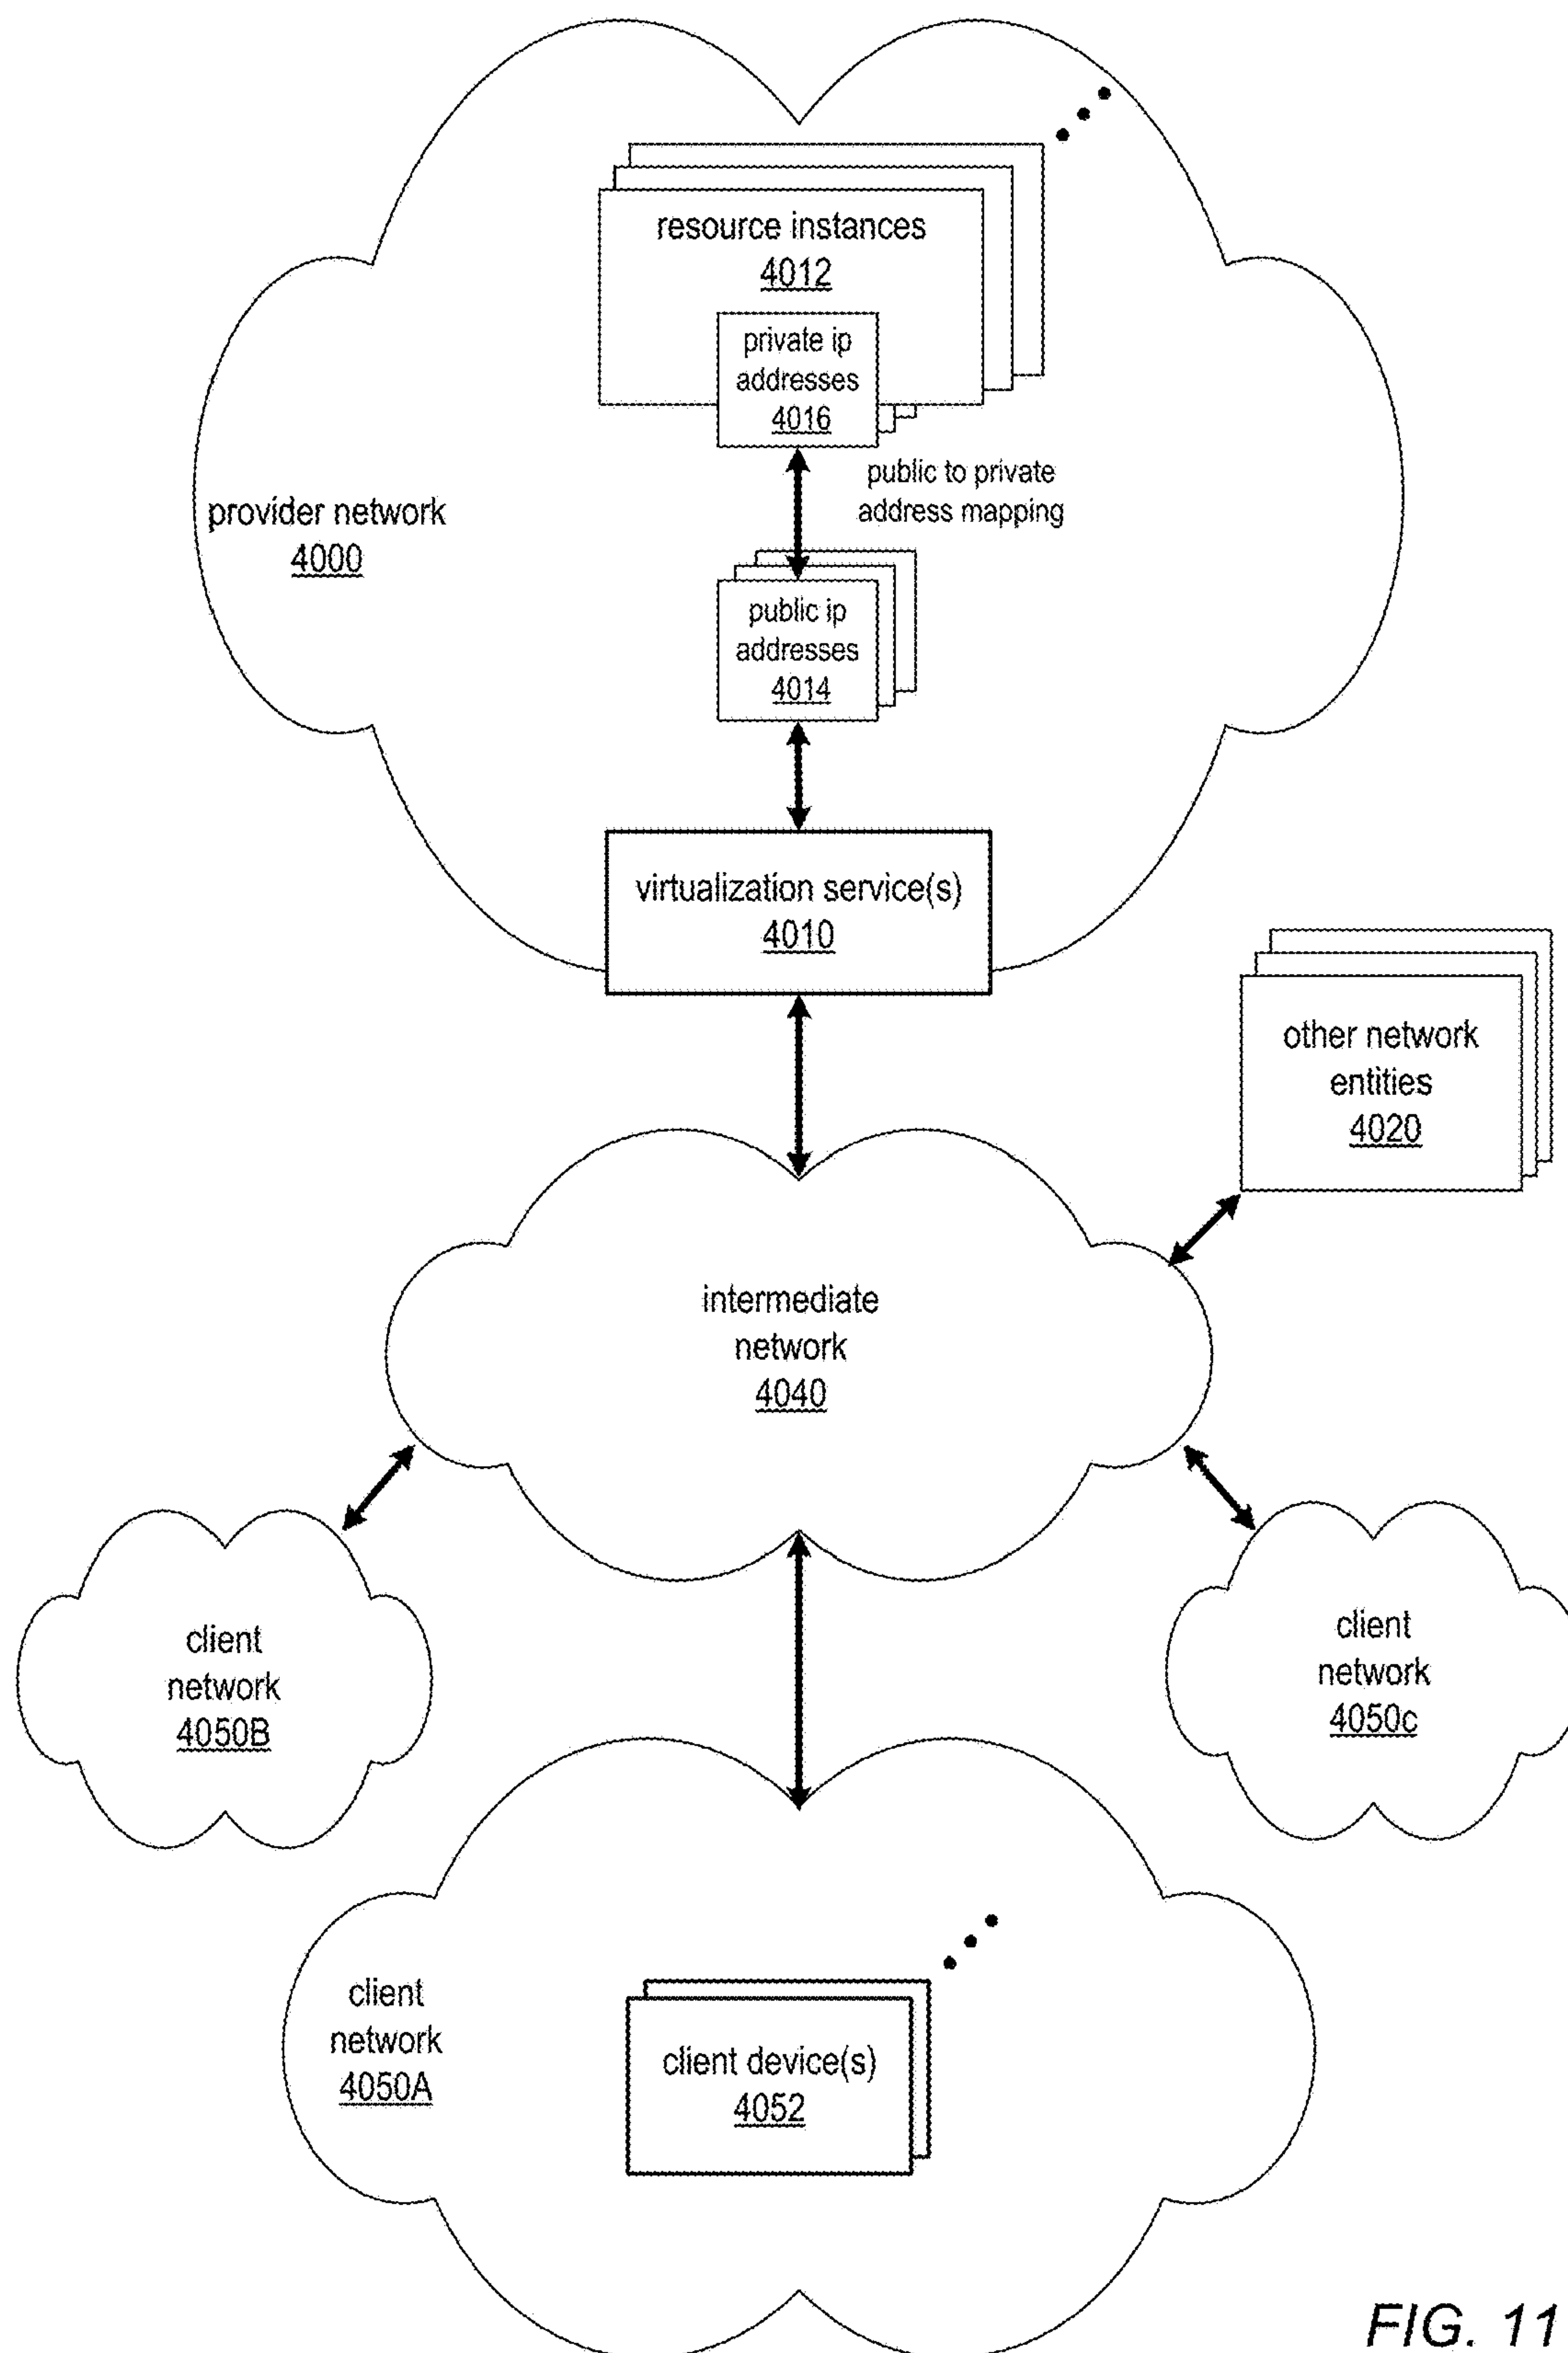 resource instances
4012
private ip
addresses
4016
public to private
address mapping
provider network
4000
public ip
addresses
4014
virtualization service(s)
4010
other network
entities
4020
intermediate
network
4040
client
network
4050B
client
network
4050c
client
network
4050A
client device(s)
4052
FIG. 11